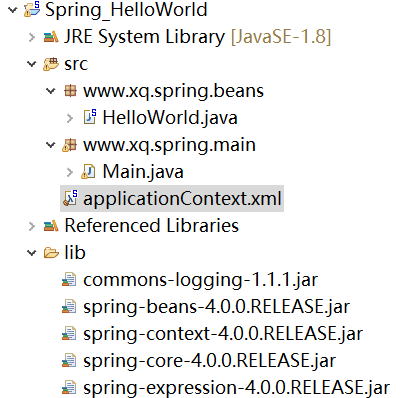 Spring_HelloWorld
JRE System Library [JavaSE-1.8]
src
www.xq.spring.beans
HelloWorld.java
www.xq.spring.main
Main.java
applicationContext.xml
Referenced Libraries
lib
commons-logging-1.1.1.jar
spring-beans-4.0.0.RELEASE.jar
spring-context-4.0.0.RELEASE.jar
spring-core-4.0.0.RELEASE.jar
spring-expression-4.0.0.RELEASE.jar